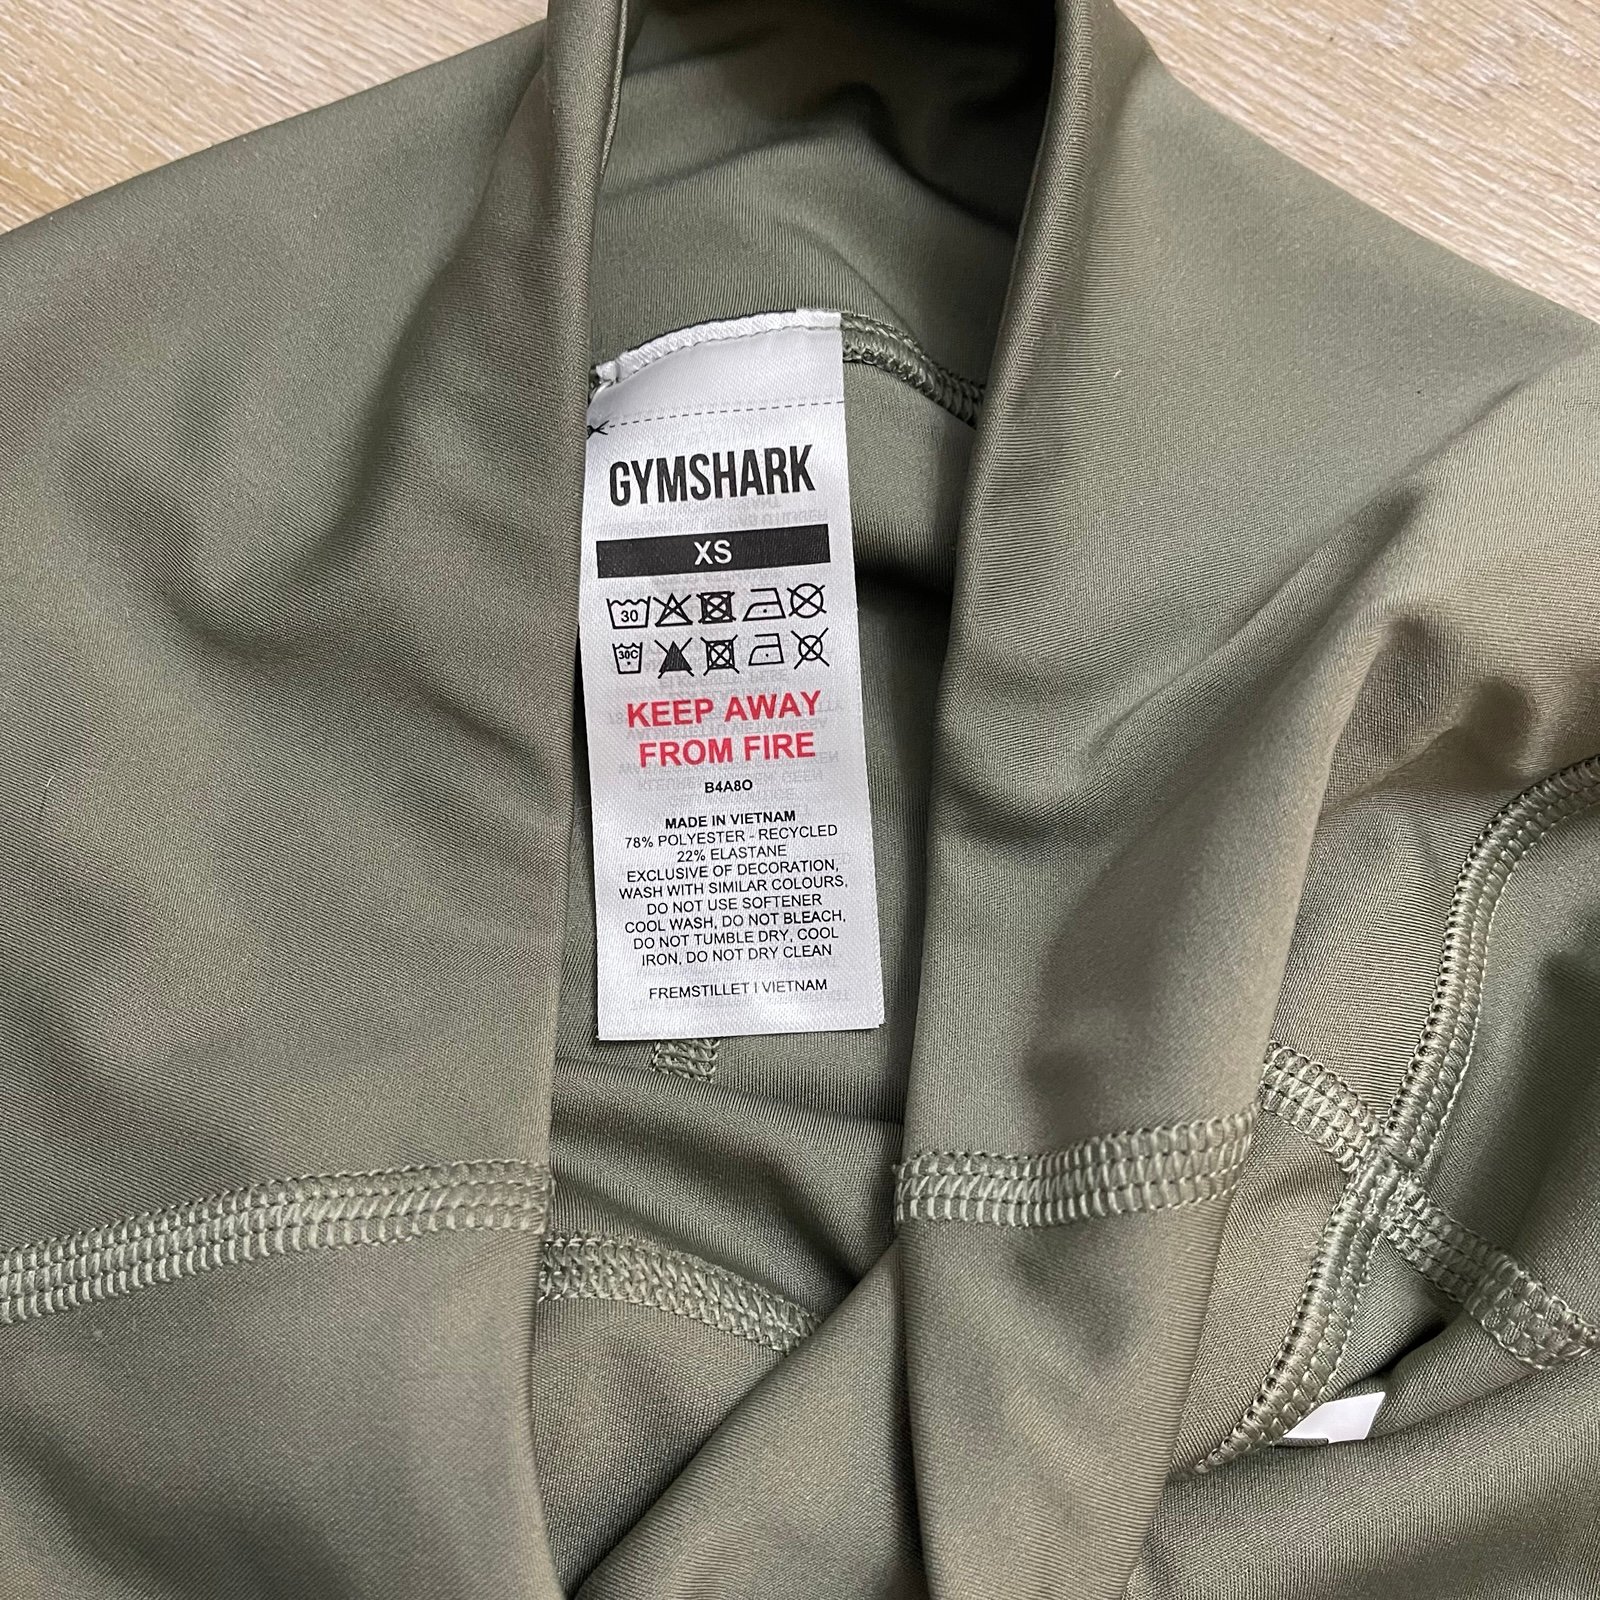 GYMSHARK
XS
30
30C
KEEP AWAY
FROM FIRE
B4A8O
MADE IN VIETNAM
78% POLYESTER - RECYCLED
22% ELASTANE
EXCLUSIVE OF DECORATION,
WASH WITH SIMILAR COLOURS,
DO NOT USE SOFTENER
COOL WASH, DO NOT BLEACH,
DO NOT TUMBLE DRY, COOL
IRON, DO NOT DRY CLEAN
FREMSTILLET I VIETNAM